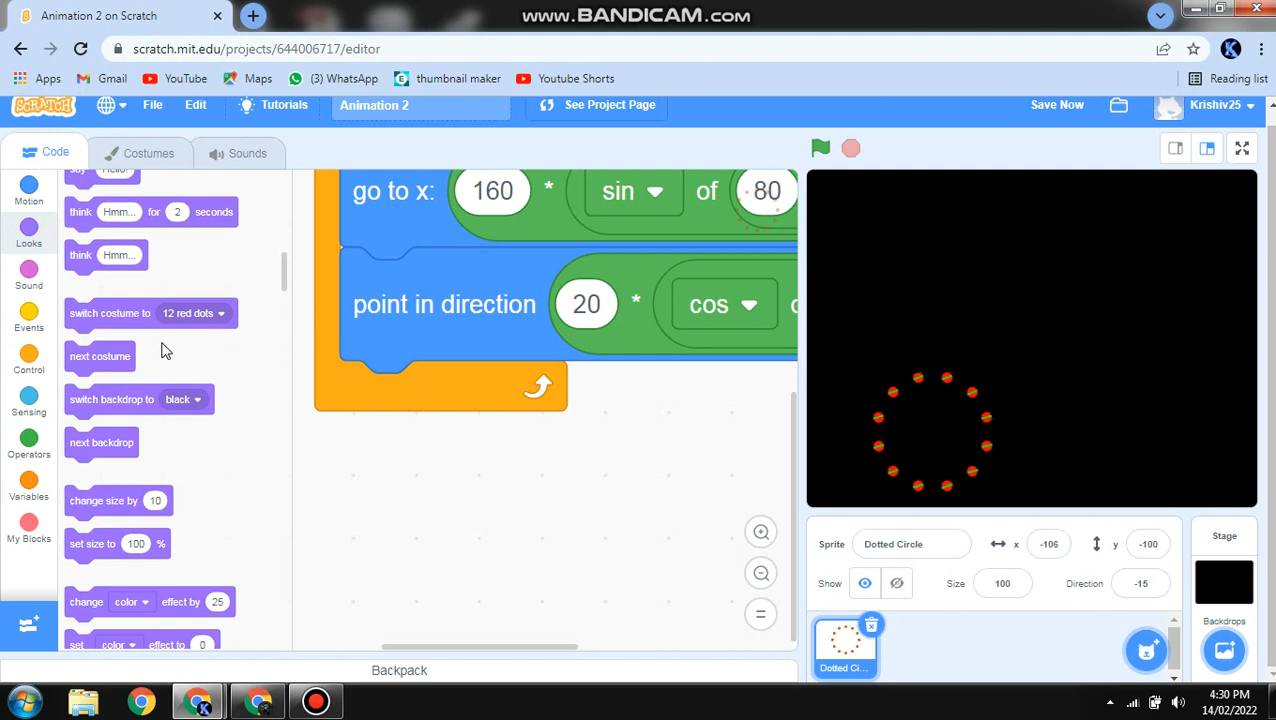 www.BANDICAM.com
Animation 2 on Scratch
scratch.mit.edu/projects/644006717/editor
Apps Gmail YouTube Maps (3) WhatsApp thumbnail maker Youtube Shorts Reading list
SCRATCH File Edit Tutorials Animation 2 See Project Page Save Now Krishiv25
Code Costumes Sounds
Motion
Looks
Sound
Events
Control
Sensing
Operators
Variables
My Blocks
say Hello!
think Hmm... for 2 seconds
think Hmm...
switch costume to 12 red dots
next costume
switch backdrop to black
next backdrop
change size by 10
set size to 100 %
change color effect by 25
set color effect to 0
go to x: 160 * sin of 80
point in direction 20 * cos
Sprite Dotted Circle x -106 y -100
Show Size 100 Direction -15
Dotted Ci...
Stage
Backdrops
Backpack
4:30 PM
14/02/2022